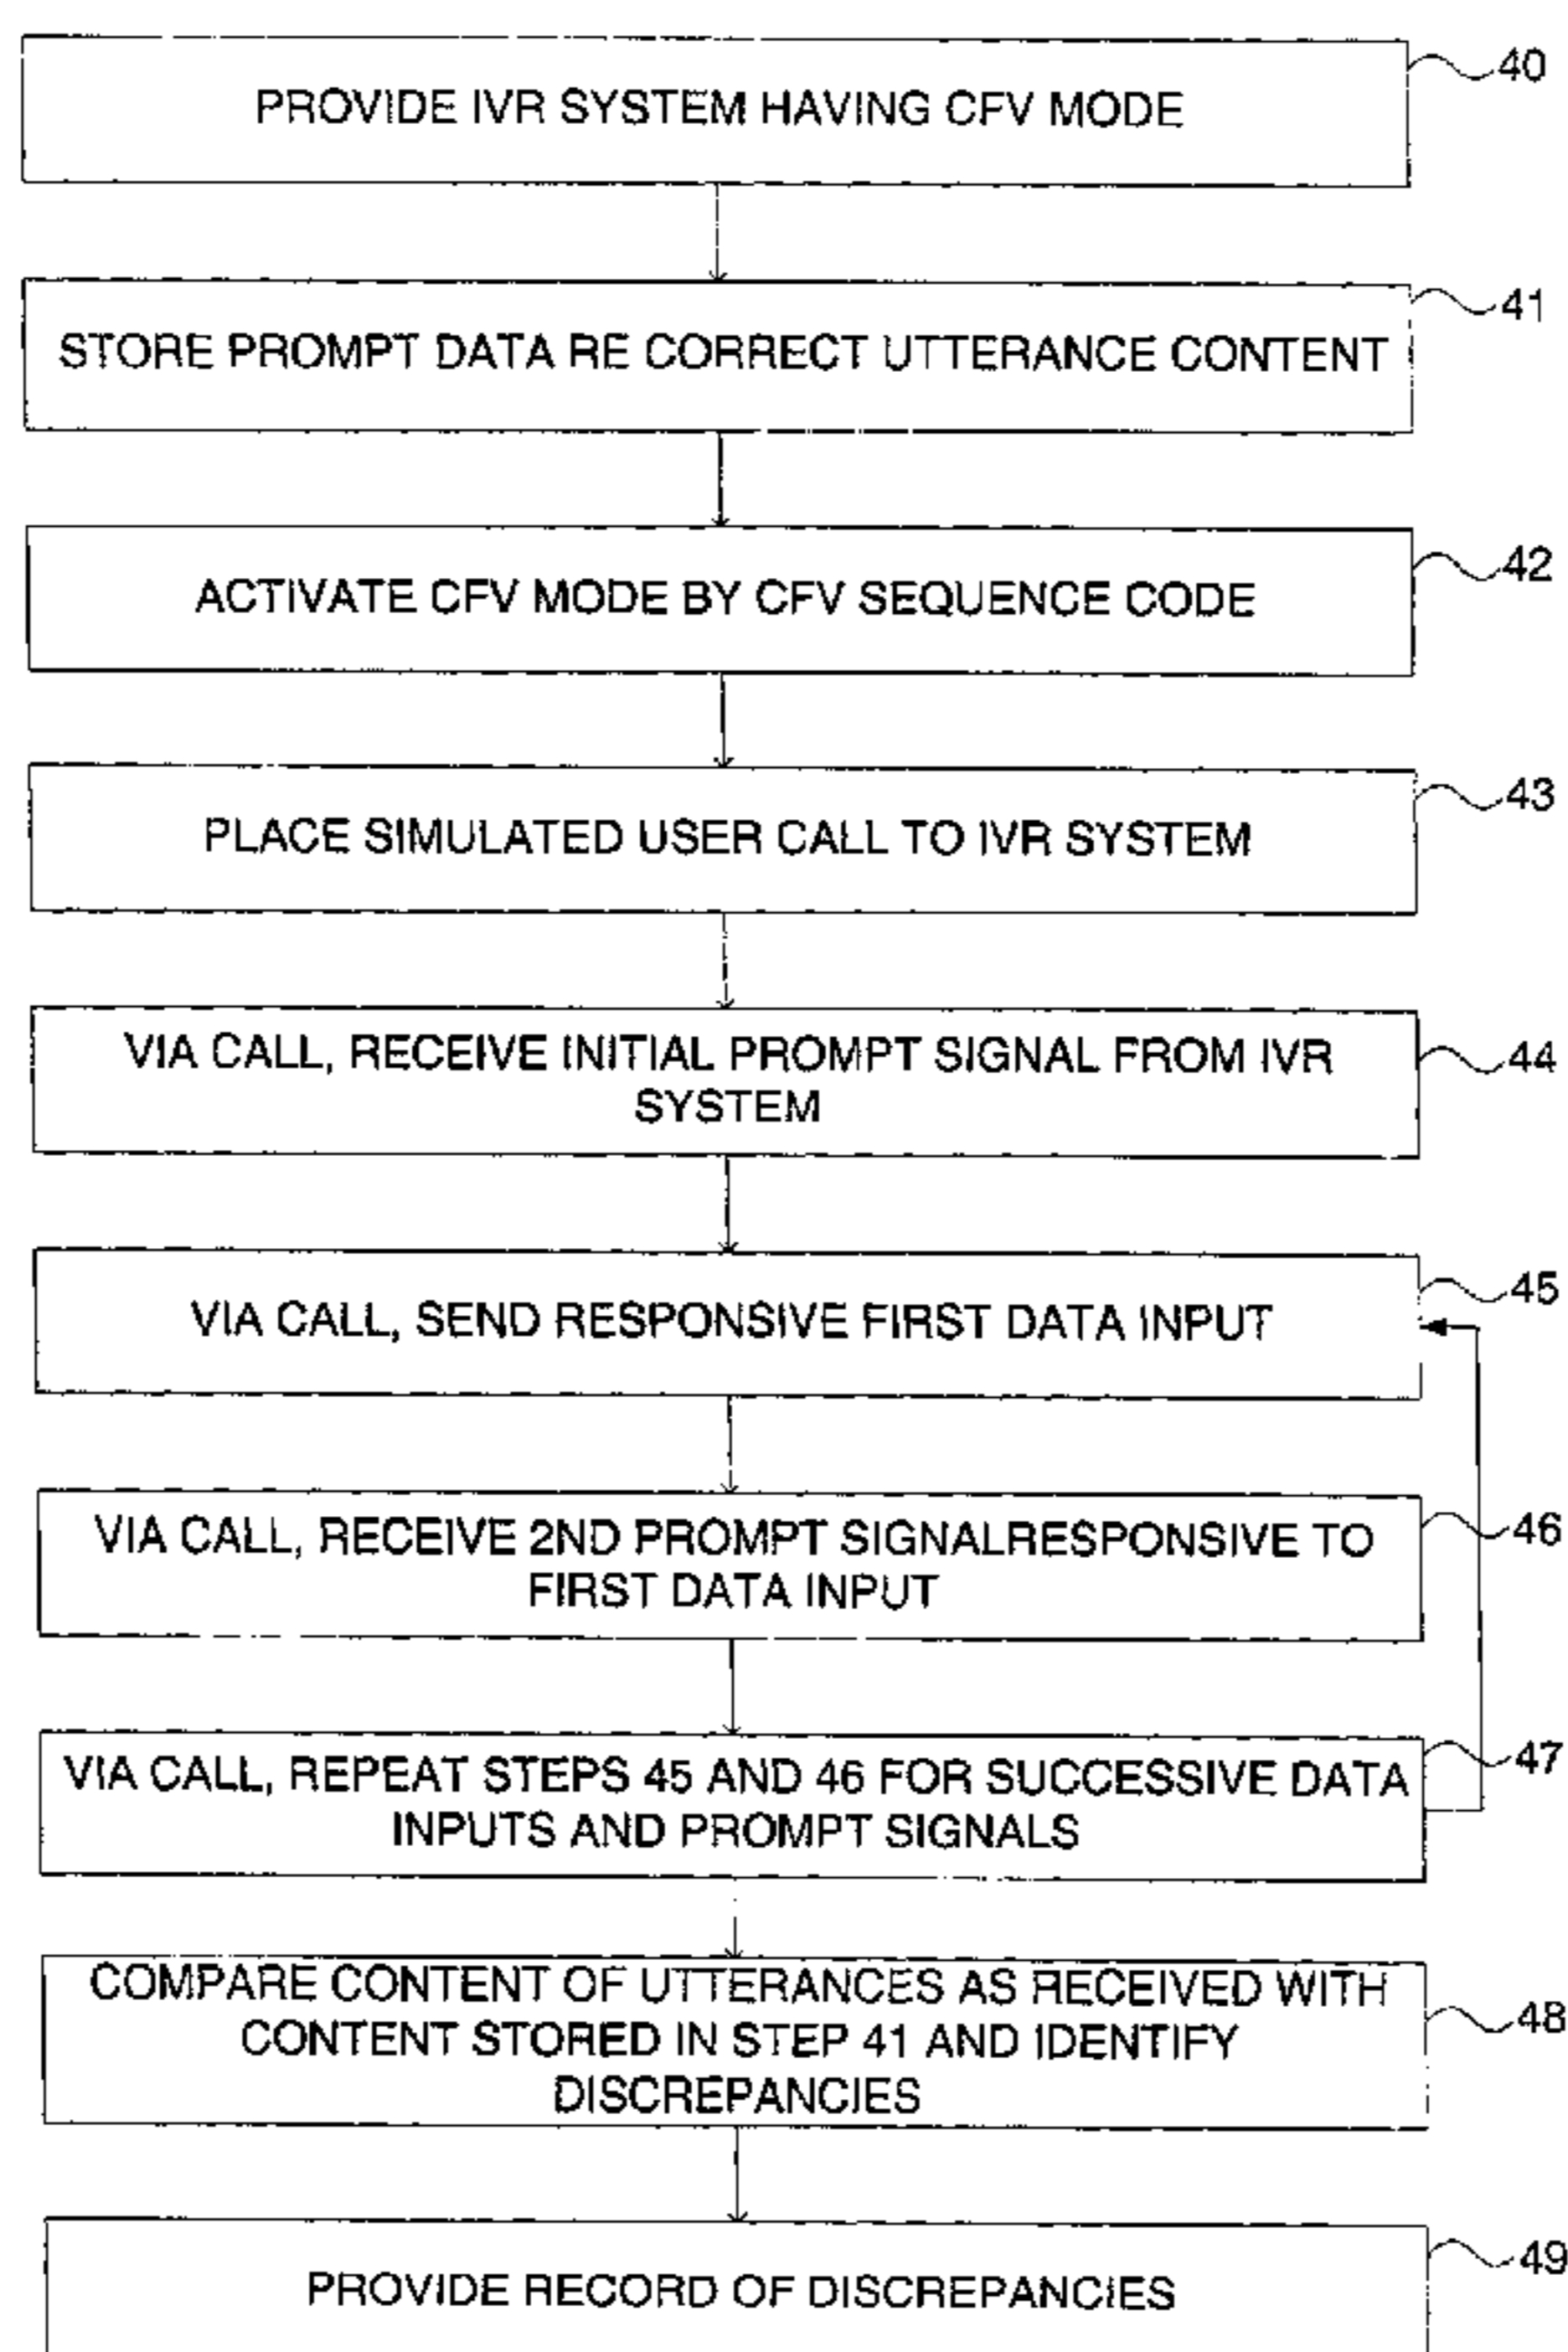 PROVIDE IVR SYSTEM HAVING CFV MODE
40
STORE PROMPT DATA RE CORRECT UTTERANCE CONTENT
41
ACTIVATE CFV MODE BY CFV SEQUENCE CODE
42
PLACE SIMULATED USER CALL TO IVR SYSTEM
43
VIA CALL, RECEIVE INITIAL PROMPT SIGNAL FROM IVR
SYSTEM
44
VIA CALL, SEND RESPONSIVE FIRST DATA INPUT
45
VIA CALL, RECEIVE 2ND PROMPT SIGNALRESPONSIVE TO
FIRST DATA INPUT
46
VIA CALL, REPEAT STEPS 45 AND 46 FOR SUCCESSIVE DATA
INPUTS AND PROMPT SIGNALS
47
COMPARE CONTENT OF UTTERANCES AS RECEIVED WITH
CONTENT STORED IN STEP 41 AND IDENTIFY
DISCREPANCIES
48
PROVIDE RECORD OF DISCREPANCIES
49